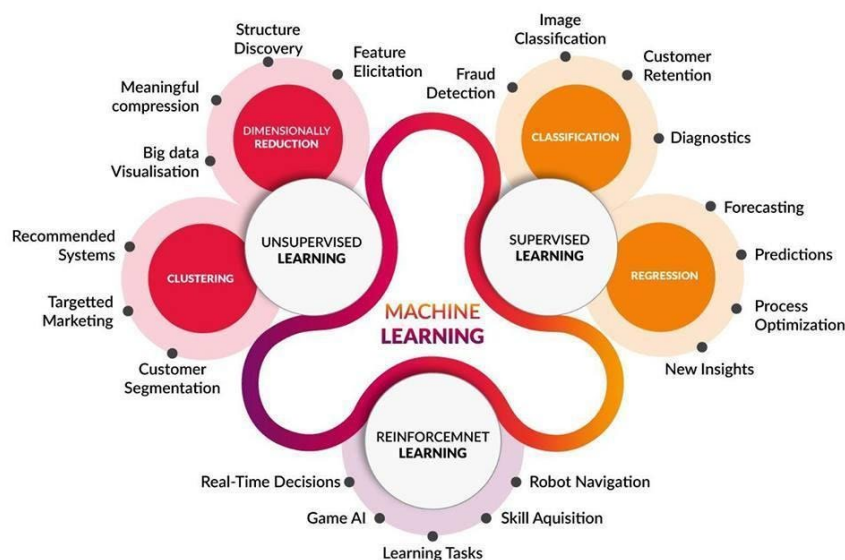 Structure
Discovery
Feature
Elicitation
Meaningful
compression
Big data
Visualisation
DIMENSIONALLY
REDUCTION
UNSUPERVISED
LEARNING
CLUSTERING
Recommended
Systems
Targetted
Marketing
Customer
Segmentation
Image
Classification
Fraud
Detection
Customer
Retention
Diagnostics
CLASSIFICATION
SUPERVISED
LEARNING
REGRESSION
Forecasting
Predictions
Process
Optimization
New Insights
MACHINE
LEARNING
REINFORCEMNET
LEARNING
Real-Time Decisions
Game AI
Learning Tasks
Skill Aquisition
Robot Navigation